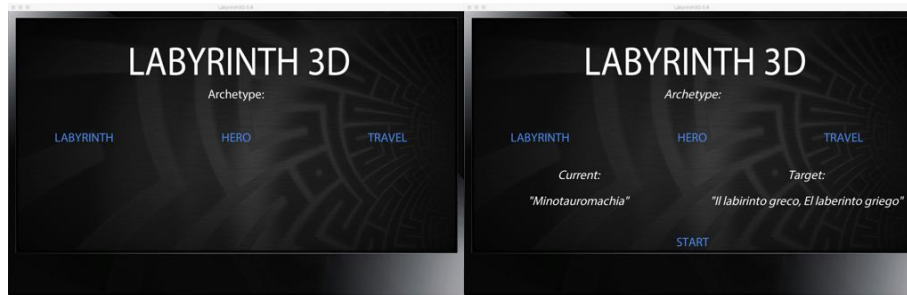 LABYRINTH 3D
Archetype:
LABYRINTH HERO TRAVEL
LABYRINTH 3D
Archetype:
LABYRINTH HERO TRAVEL
Current: Target:
"Minotauromachia" "Il labirinto greco, El laberinto griego"
START